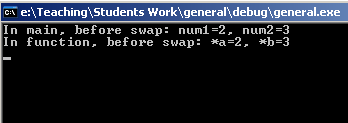 e:\Teaching\Students Work\general\debug\general.exe
In main, before swap: num1=2, num2=3
In function, before swap: *a=2, *b=3